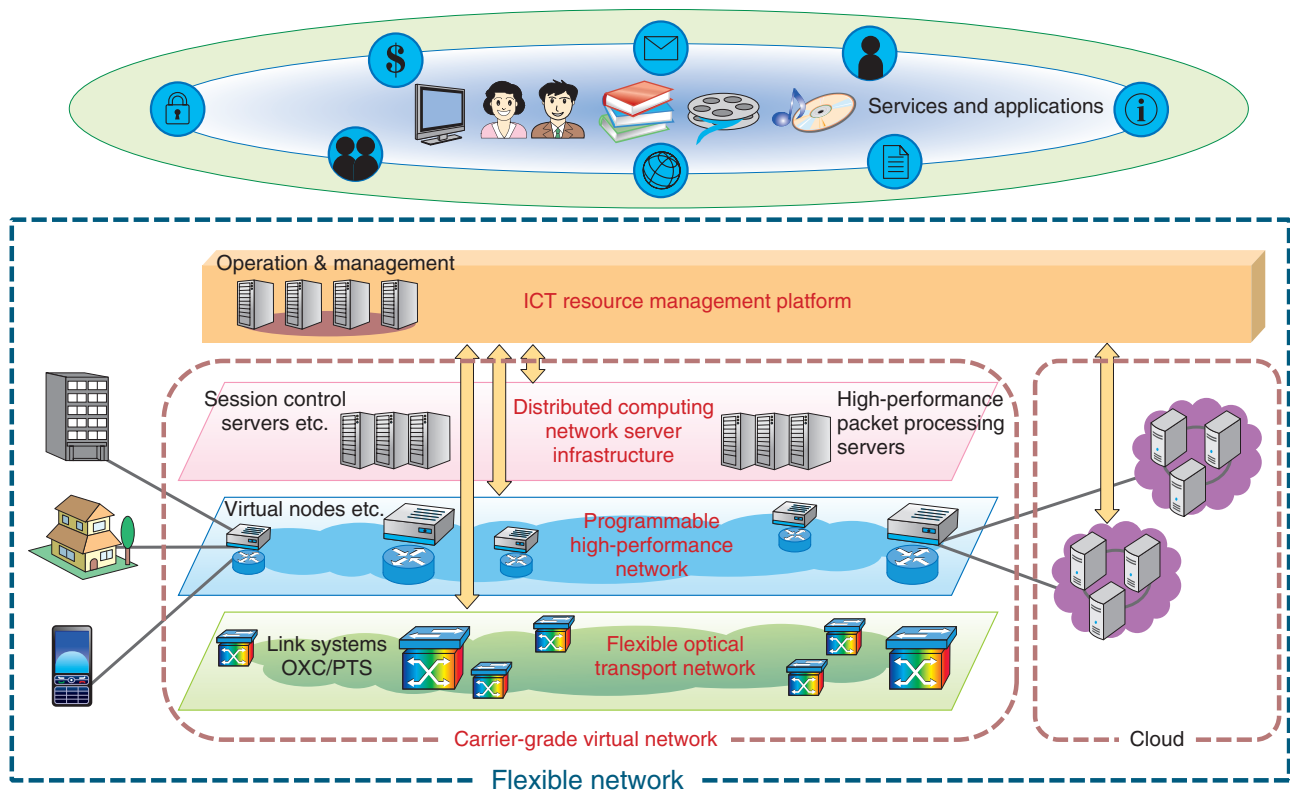 $
i
Services and applications
Operation & management
ICT resource management platform
Session control
servers etc.
Distributed computing
network server
infrastructure
High-performance
packet processing
servers
Virtual nodes etc.
Programmable
high-performance
network
Link systems
OXC/PTS
Flexible optical
transport network
Carrier-grade virtual network
Cloud
Flexible network